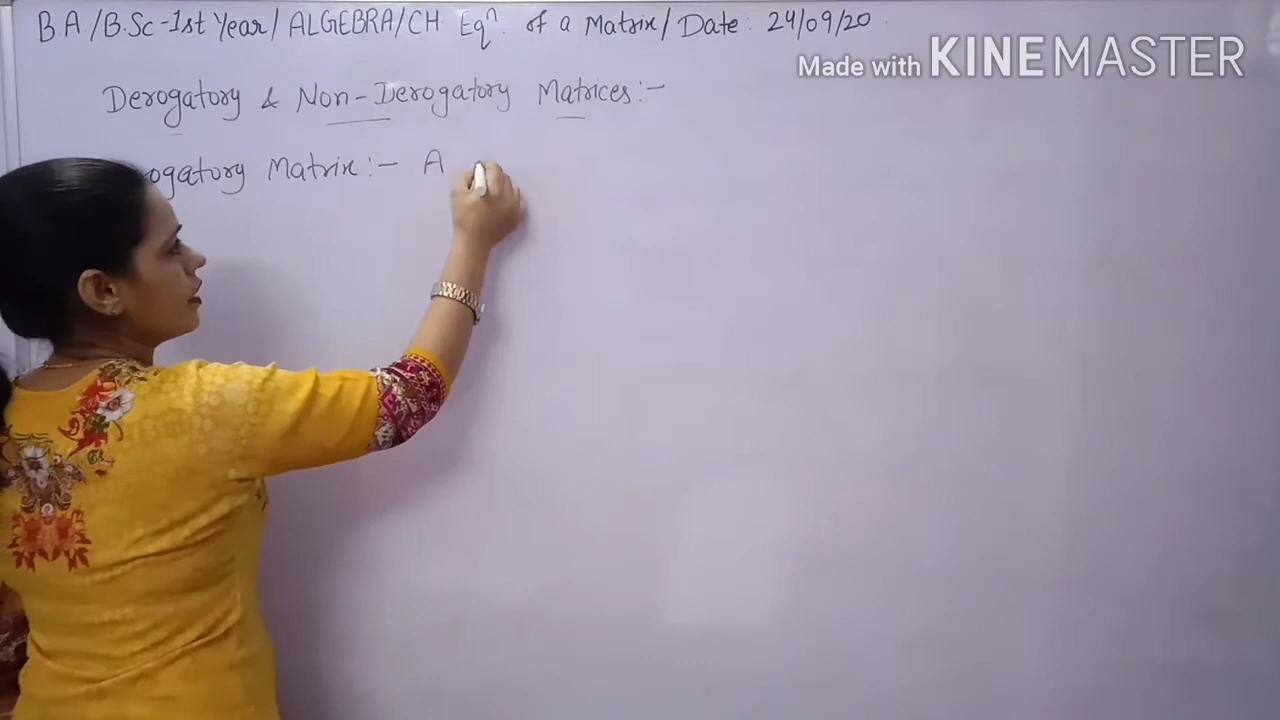 B.A/B.Sc-1st Year/ALGEBRA/CH Eqn. of a Matrix/Date: 24/09/20
Made with KINEMASTER
Derogatory & Non-Derogatory Matrices:-
ogatory Matrix:- A